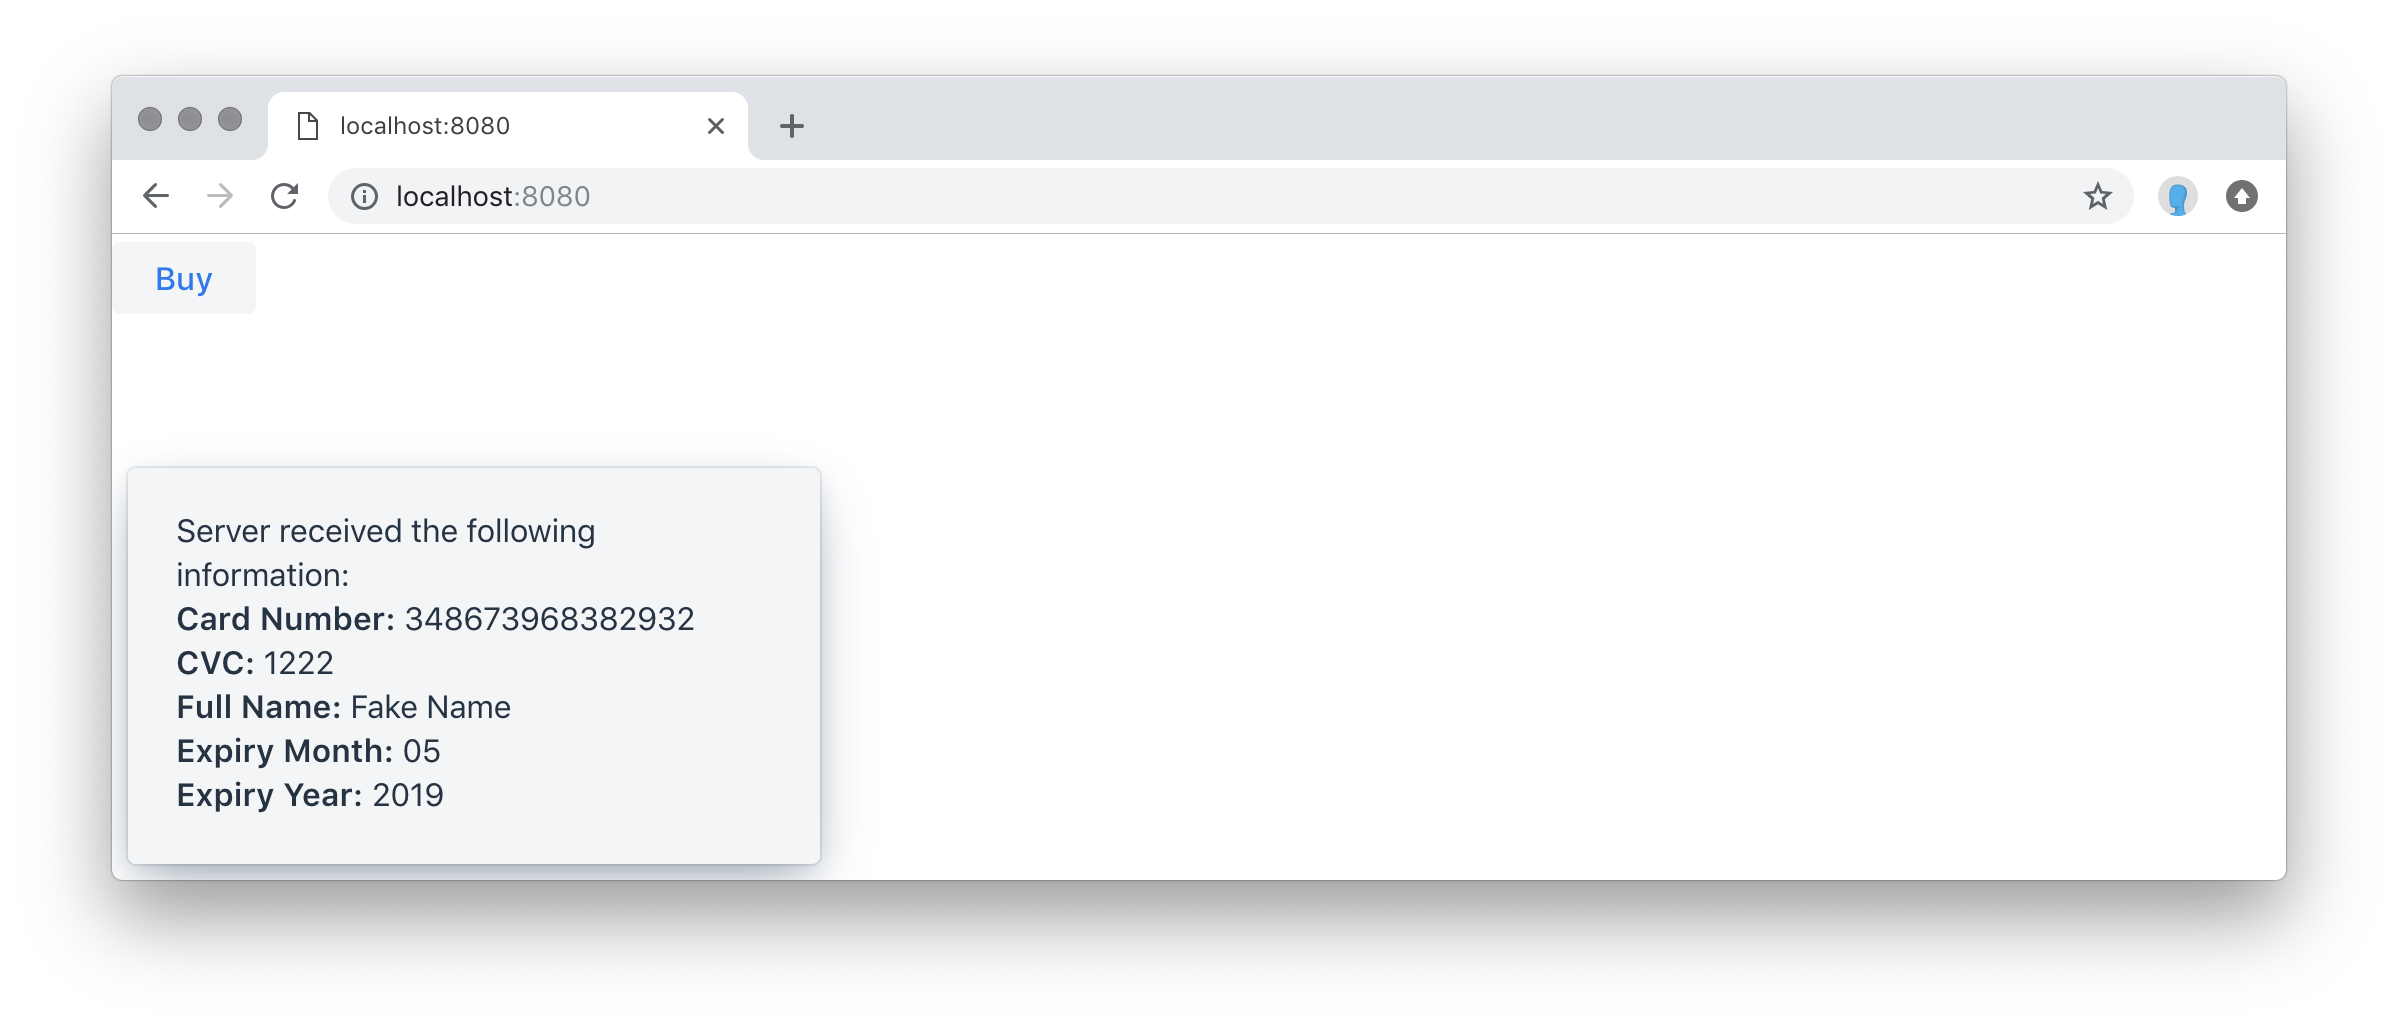 localhost:8080
localhost:8080
Buy
Server received the following
information:
Card Number: 348673968382932
CVC: 1222
Full Name: Fake Name
Expiry Month: 05
Expiry Year: 2019